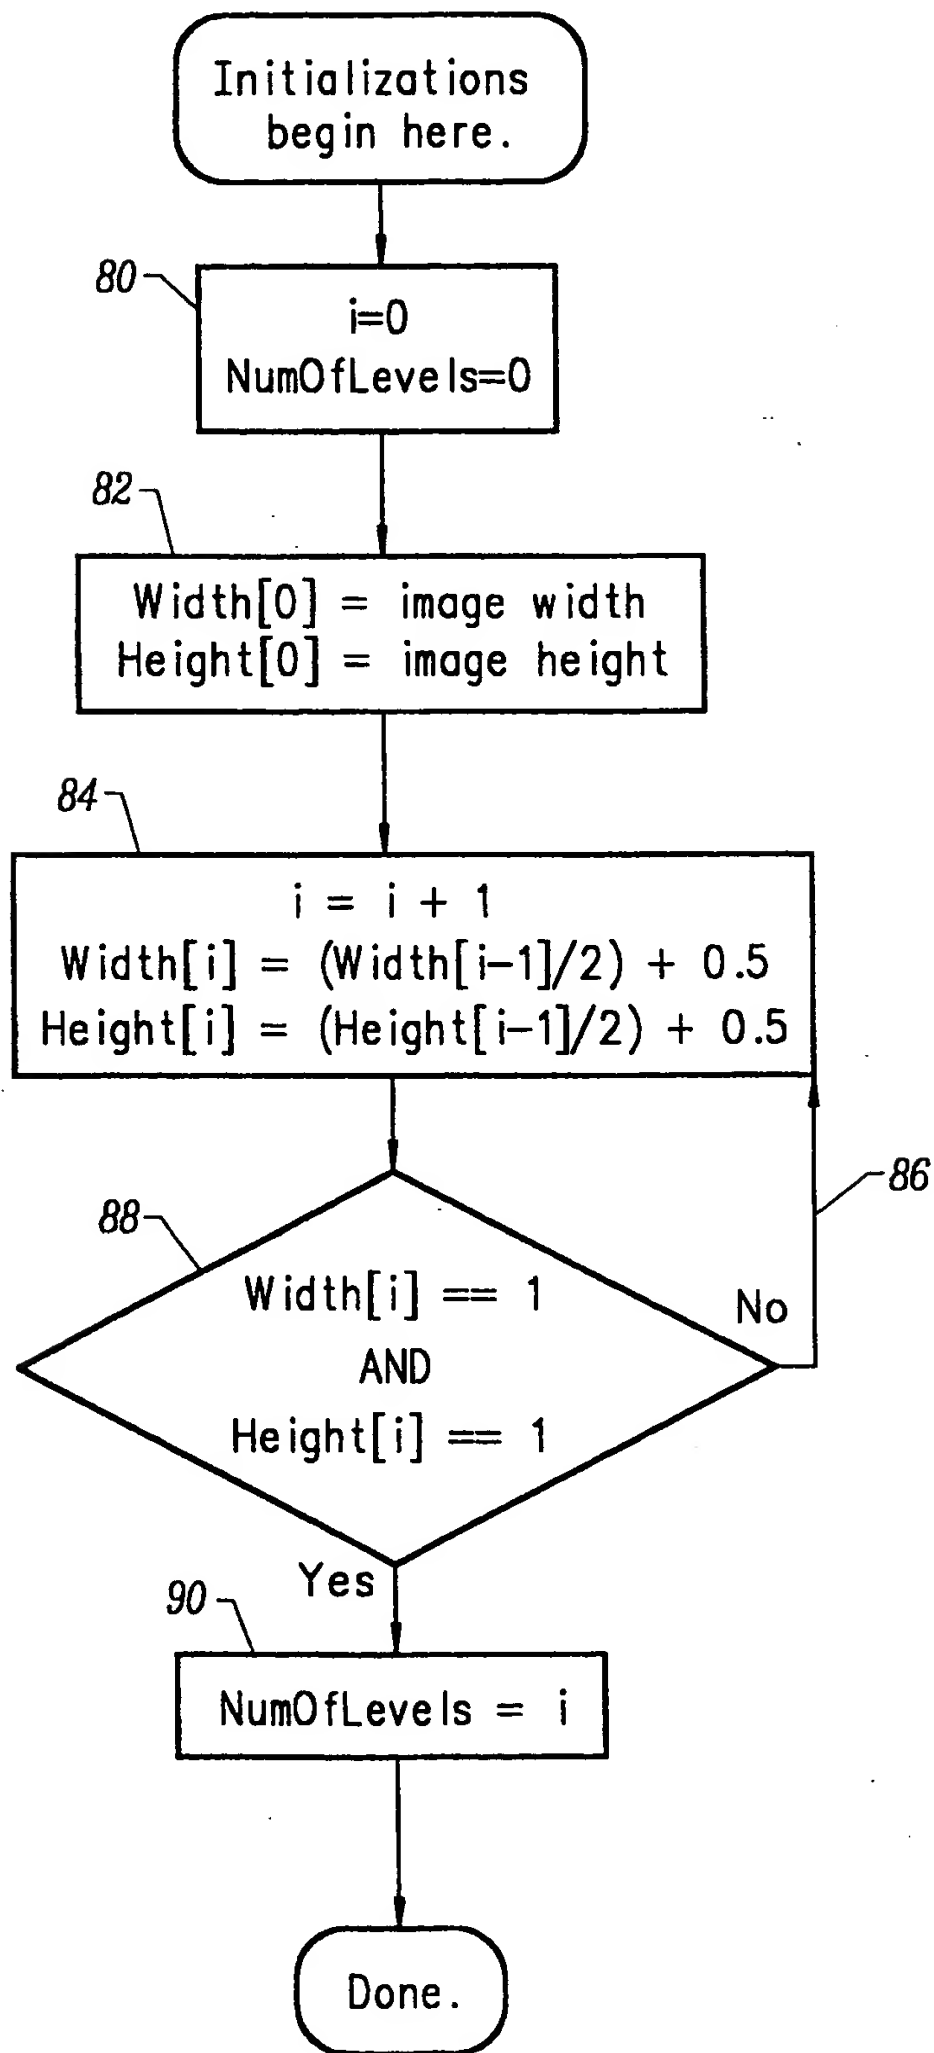 Initializations
begin here.
80
i=0
NumOfLevels=0
82
Width[0] = image width
Height[0] = image height
84
i = i + 1
Width[i] = (Width[i-1]/2) + 0.5
Height[i] = (Height[i-1]/2) + 0.5
86
88
Width[i] == 1
AND
Height[i] == 1
No
Yes
90
NumOfLevels = i
Done.